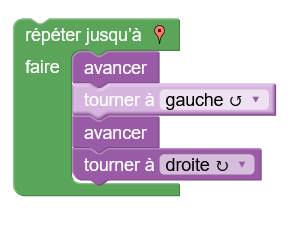 répéter jusqu'à
faire avancer
tourner à gauche ↺
avancer
tourner à droite ↻